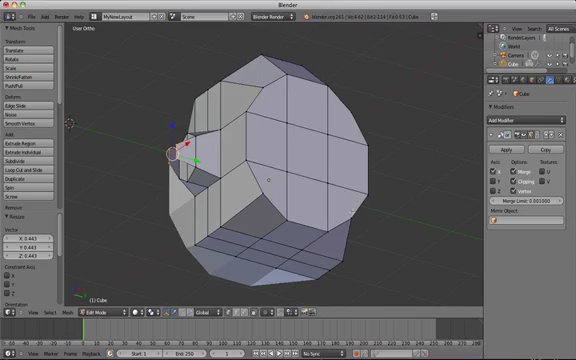 Blender
File Add Render Help MyNewLayout Scene Blender Render
User Ortho
Mesh Tools
Transform:
Translate
Rotate
Scale
Shrink/Fatten
Push/Pull
Deform:
Edge Slide
Noise
Smooth Vertex
Add:
Extrude Region
Extrude Individual
Subdivide
Loop Cut and Slide
Duplicate
Spin
Screw
Remove:
Resize
Vector
X: 0.443
Y: 0.443
Z: 0.443
Constraint Axis
X
Y
Z
Orientation
(1) Cube
View Select Mesh Edit Mode Global
RenderLayers
World
Camera
Cube
Cube
Modifiers
Add Modifier
Apply Copy
Axis: Options: Textures:
X Merge U
Y Clipping V
Z Vertex
Merge Limit: 0.001000
Mirror Object:
View Marker Frame Playback Start: 1 End: 250 1 No Sync